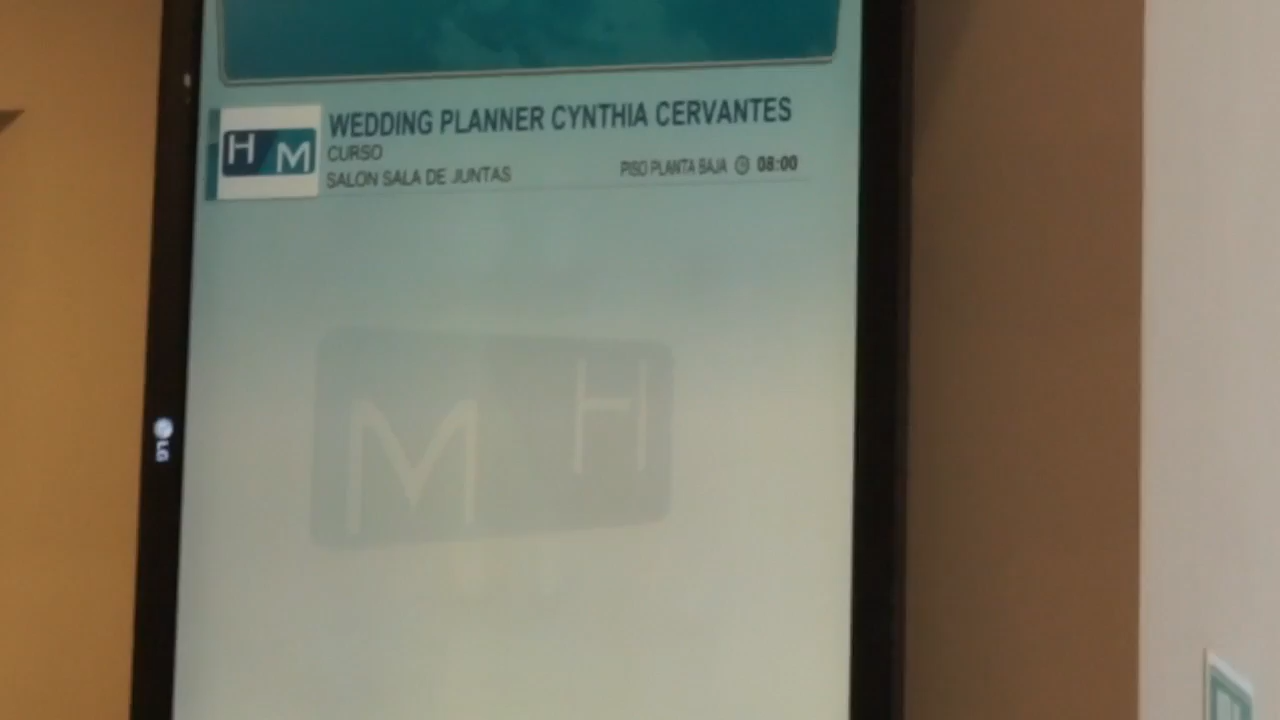 WEDDING PLANNER CYNTHIA CERVANTES
H M
CURSO
SALON SALA DE JUNTAS
PISO PLANTA BAJA 08:00
M H
LG